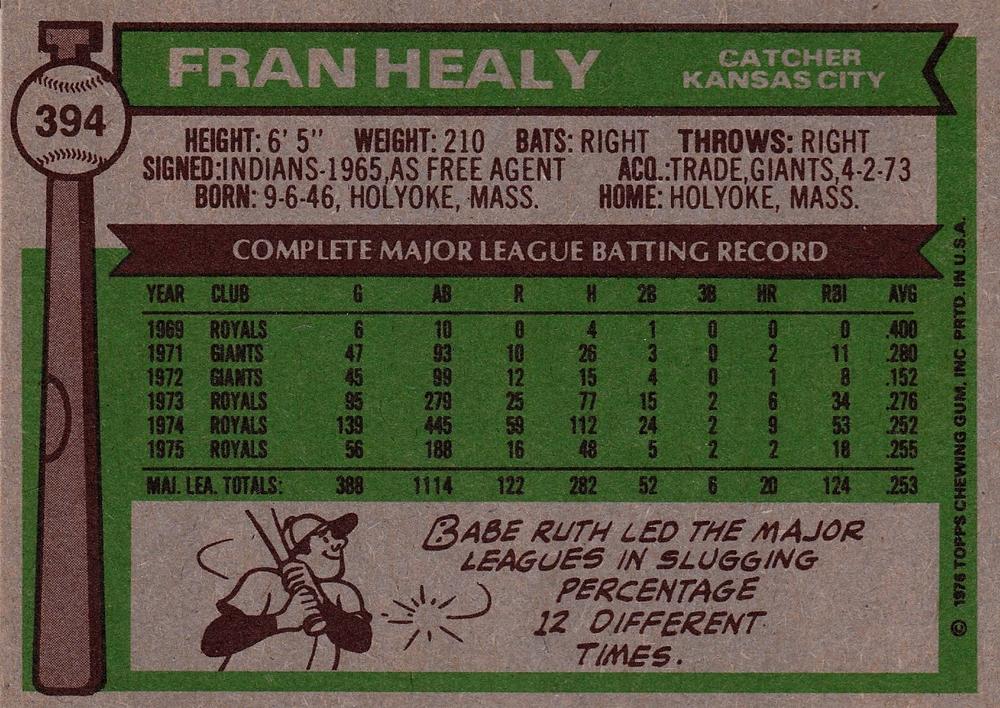 T
FRAN HEALY
CATCHER
KANSAS CITY
394
HEIGHT: 6' 5" WEIGHT: 210 BATS: RIGHT THROWS: RIGHT
SIGNED:INDIANS-1965,AS FREE AGENT ACQ.:TRADE,GIANTS,4-2-73
BORN: 9-6-46, HOLYOKE, MASS. HOME: HOLYOKE, MASS.
COMPLETE MAJOR LEAGUE BATTING RECORD
YEAR CLUB G AB R H 2B 3B HR RBI AVG
1969 ROYALS 6 10 0 4 1 0 0 0 .400
1971 GIANTS 47 93 10 26 3 0 2 11 .280
1972 GIANTS 45 99 12 15 4 0 1 8 .152
1973 ROYALS 95 279 25 77 15 2 6 34 .276
1974 ROYALS 139 445 59 112 24 2 9 53 .252
1975 ROYALS 56 188 16 48 5 2 2 18 .255
MAJ. LEA. TOTALS: 388 1114 122 282 52 6 20 124 .253
BABE RUTH LED THE MAJOR
LEAGUES IN SLUGGING
PERCENTAGE
12 DIFFERENT
TIMES.
© 1976 TOPPS CHEWING GUM, INC PRTD. IN U.S.A.